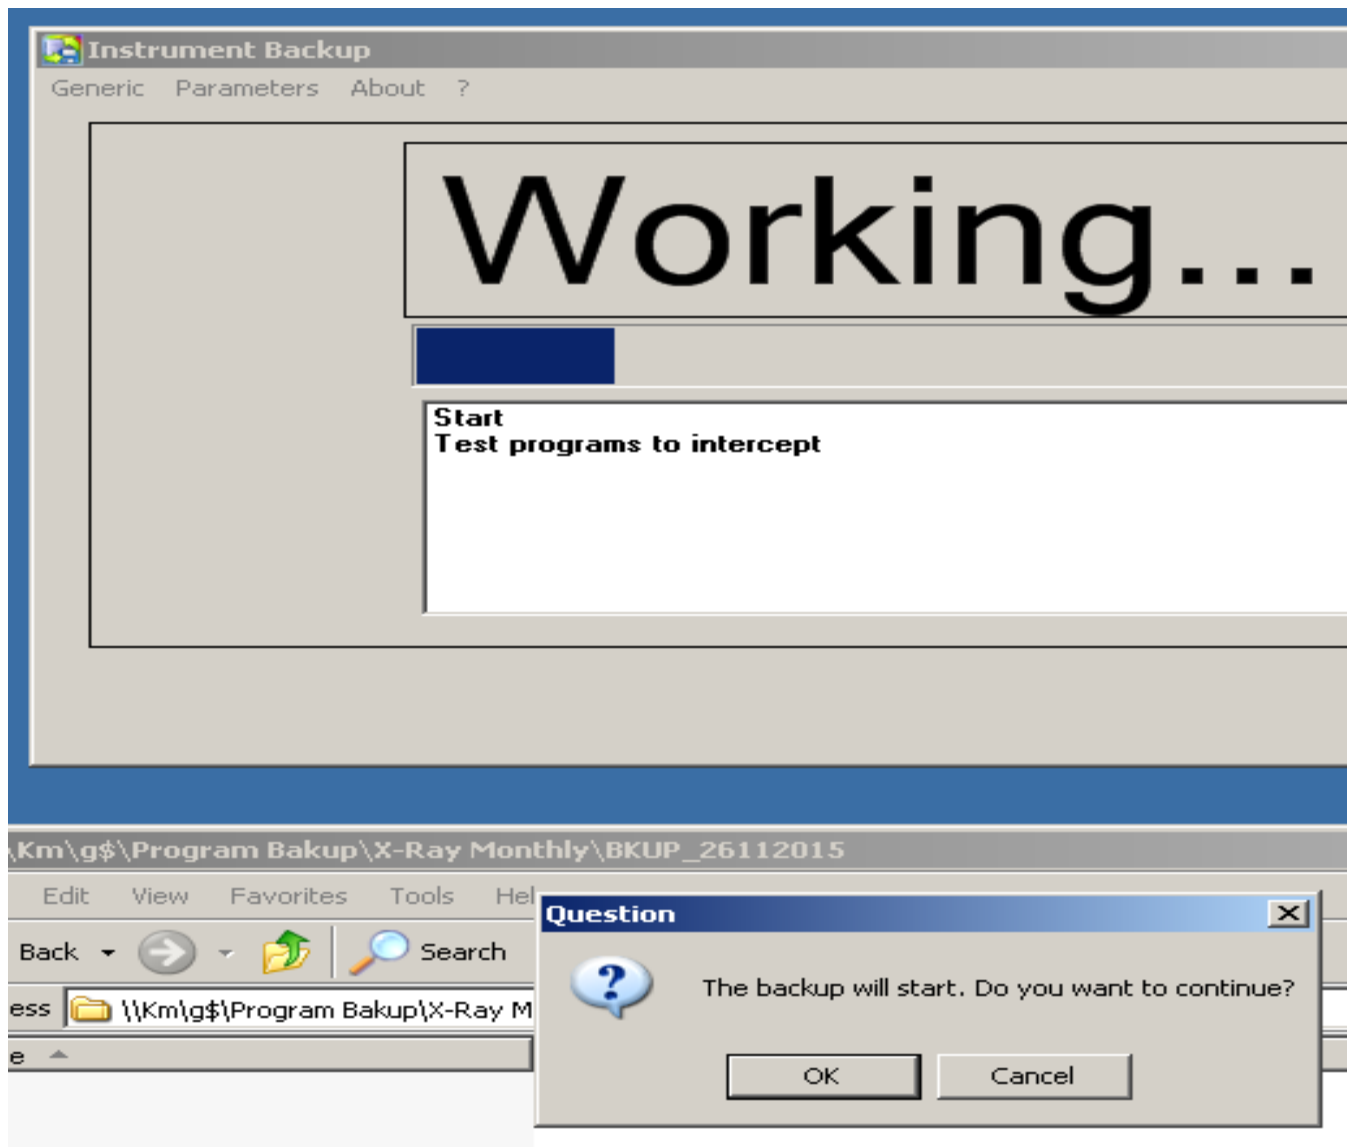 Instrument Backup
Generic Parameters About ?
Working...
Start
Test programs to intercept
\Km\g$\Program Bakup\X-Ray Monthly\BKUP_26112015
Edit View Favorites Tools Hel
Back Search
ess \\Km\g$\Program Bakup\X-Ray M
e
Question
The backup will start. Do you want to continue?
OK Cancel